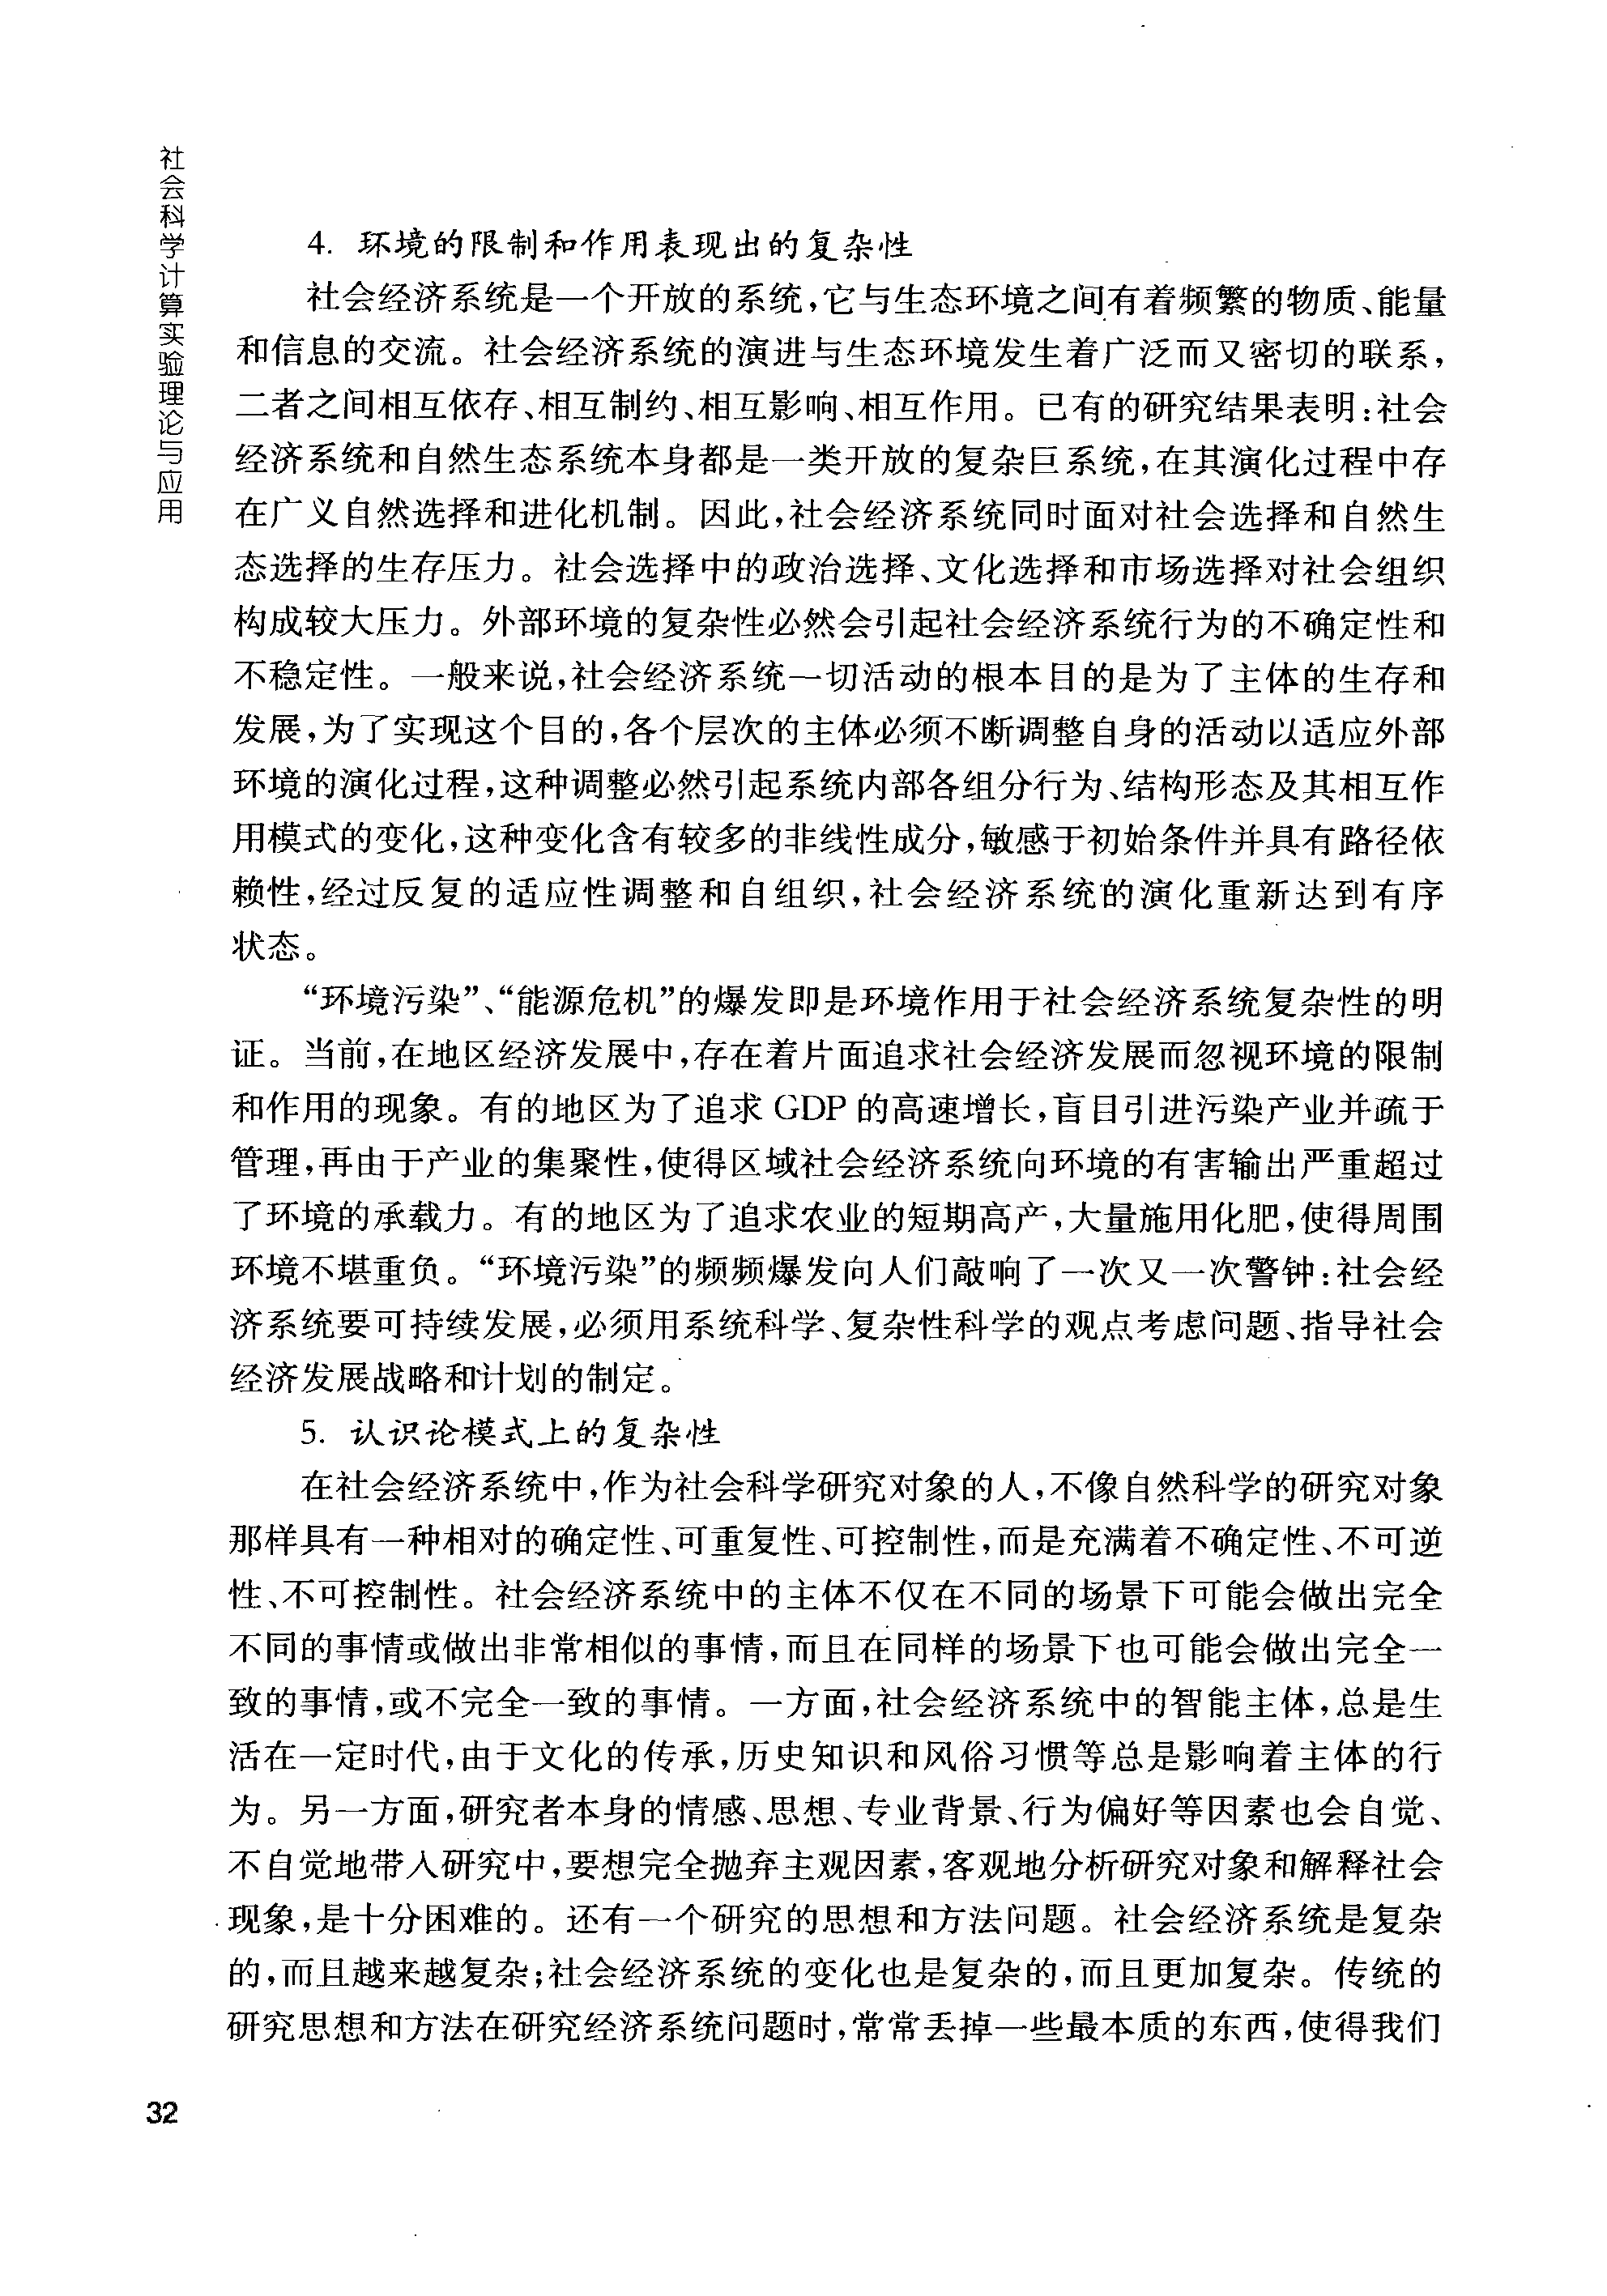 社会科学计算实验理论与应用
4. 环境的限制和作用表现出的复杂性
社会经济系统是一个开放的系统,它与生态环境之间有着频繁的物质、能量
和信息的交流。社会经济系统的演进与生态环境发生着广泛而又密切的联系,
二者之间相互依存、相互制约、相互影响、相互作用。已有的研究结果表明:社会
经济系统和自然生态系统本身都是一类开放的复杂巨系统,在其演化过程中存
在广义自然选择和进化机制。因此,社会经济系统同时面对社会选择和自然生
态选择的生存压力。社会选择中的政治选择、文化选择和市场选择对社会组织
构成较大压力。外部环境的复杂性必然会引起社会经济系统行为的不确定性和
不稳定性。一般来说,社会经济系统一切活动的根本目的是为了主体的生存和
发展,为了实现这个目的,各个层次的主体必须不断调整自身的活动以适应外部
环境的演化过程,这种调整必然引起系统内部各组分行为、结构形态及其相互作
用模式的变化,这种变化含有较多的非线性成分,敏感于初始条件并具有路径依
赖性,经过反复的适应性调整和自组织,社会经济系统的演化重新达到有序
状态。
“环境污染”、“能源危机”的爆发即是环境作用于社会经济系统复杂性的明
证。当前,在地区经济发展中,存在着片面追求社会经济发展而忽视环境的限制
和作用的现象。有的地区为了追求 GDP 的高速增长,盲目引进污染产业并疏于
管理,再由于产业的集聚性,使得区域社会经济系统向环境的有害输出严重超过
了环境的承载力。有的地区为了追求农业的短期高产,大量施用化肥,使得周围
环境不堪重负。“环境污染”的频频爆发向人们敲响了一次又一次警钟:社会经
济系统要可持续发展,必须用系统科学、复杂性科学的观点考虑问题、指导社会
经济发展战略和计划的制定。
5. 认识论模式上的复杂性
在社会经济系统中,作为社会科学研究对象的人,不像自然科学的研究对象
那样具有一种相对的确定性、可重复性、可控制性,而是充满着不确定性、不可逆
性、不可控制性。社会经济系统中的主体不仅在不同的场景下可能会做出完全
不同的事情或做出非常相似的事情,而且在同样的场景下也可能会做出完全一
致的事情,或不完全一致的事情。一方面,社会经济系统中的智能主体,总是生
活在一定时代,由于文化的传承,历史知识和风俗习惯等总是影响着主体的行
为。另一方面,研究者本身的情感、思想、专业背景、行为偏好等因素也会自觉、
不自觉地带入研究中,要想完全抛弃主观因素,客观地分析研究对象和解释社会
现象,是十分困难的。还有一个研究的思想和方法问题。社会经济系统是复杂
的,而且越来越复杂;社会经济系统的变化也是复杂的,而且更加复杂。传统的
研究思想和方法在研究经济系统问题时,常常丢掉一些最本质的东西,使得我们
32